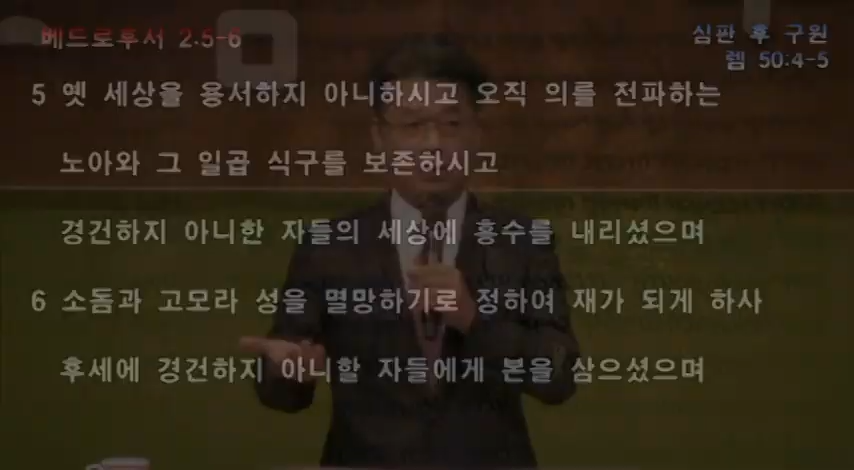 베드로후서 2:5-6
심판 후 구원
렘 50:4-5
5 옛 세상을 용서하지 아니하시고 오직 의를 전파하는
노아와 그 일곱 식구를 보존하시고
경건하지 아니한 자들의 세상에 홍수를 내리셨으며
6 소돔과 고모라 성을 멸망하기로 정하여 재가 되게 하사
후세에 경건하지 아니할 자들에게 본을 삼으셨으며